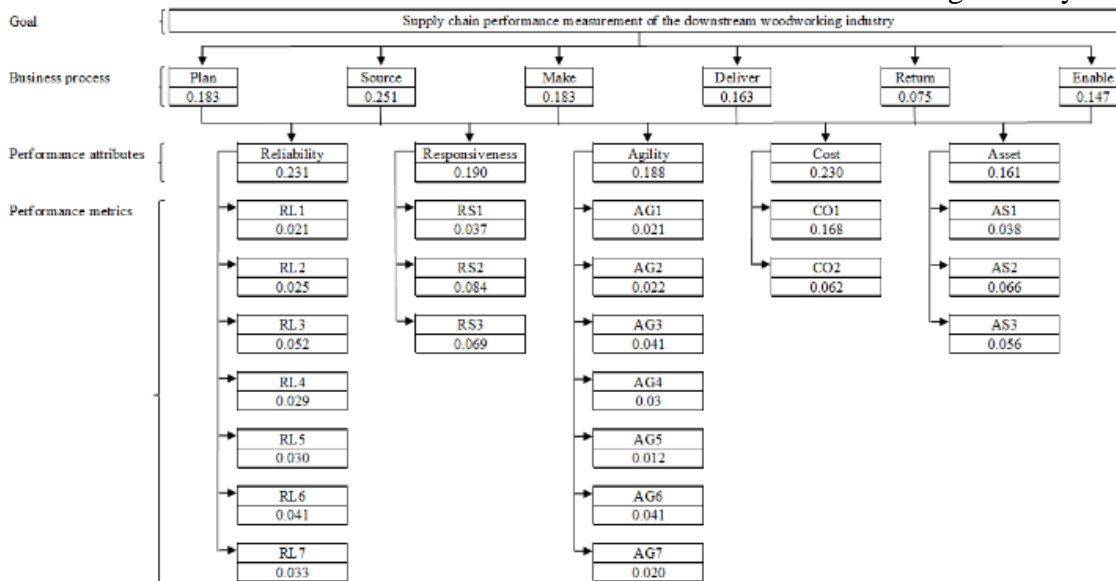 Goal
Supply chain performance measurement of the downstream woodworking industry
Business process
Plan Source Make Deliver Return Enable
0.183 0.251 0.183 0.163 0.075 0.147
Performance attributes
Reliability Responsiveness Agility Cost Asset
0.231 0.190 0.188 0.230 0.161
Performance metrics
RL1 RS1 AG1 CO1 AS1
0.021 0.037 0.021 0.168 0.038
RL2 RS2 AG2 CO2 AS2
0.025 0.084 0.022 0.062 0.066
RL3 RS3 AG3 AS3
0.052 0.069 0.041 0.056
RL4 AG4
0.029 0.03
RL5 AG5
0.030 0.012
RL6 AG6
0.041 0.041
RL7 AG7
0.033 0.020